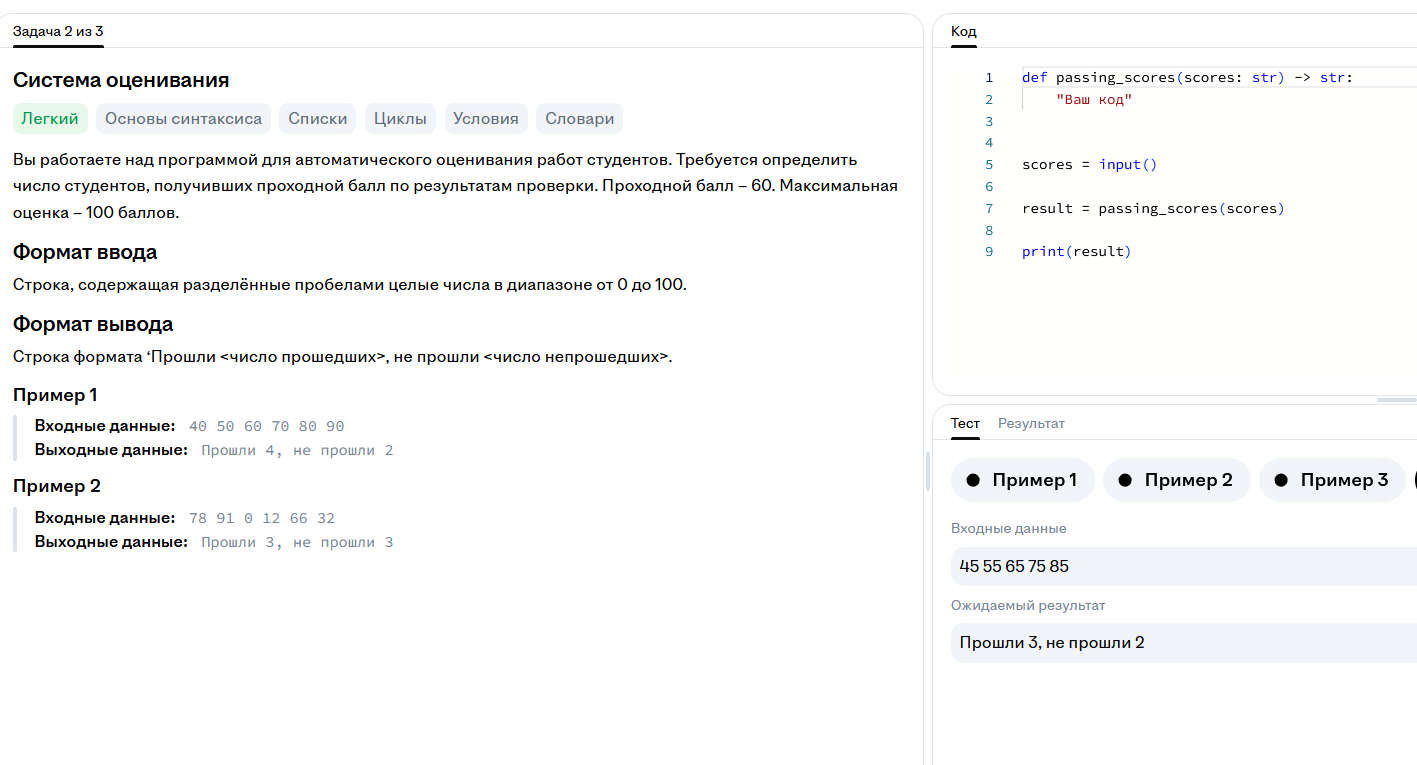 Задача 2 из 3
Система оценивания
Легкий Основы синтаксиса Списки Циклы Условия Словари
Вы работаете над программой для автоматического оценивания работ студентов. Требуется определить
число студентов, получивших проходной балл по результатам проверки. Проходной балл – 60. Максимальная
оценка – 100 баллов.
Формат ввода
Строка, содержащая разделённые пробелами целые числа в диапазоне от 0 до 100.
Формат вывода
Строка формата ‘Прошли <число прошедших>, не прошли <число непрошедших>.
Пример 1
Входные данные: 40 50 60 70 80 90
Выходные данные: Прошли 4, не прошли 2
Пример 2
Входные данные: 78 91 0 12 66 32
Выходные данные: Прошли 3, не прошли 3
Код
1 def passing_scores(scores: str) -> str:
2     "Ваш код"
3
4
5 scores = input()
6
7 result = passing_scores(scores)
8
9 print(result)
Тест Результат
Пример 1 Пример 2 Пример 3
Входные данные
45 55 65 75 85
Ожидаемый результат
Прошли 3, не прошли 2